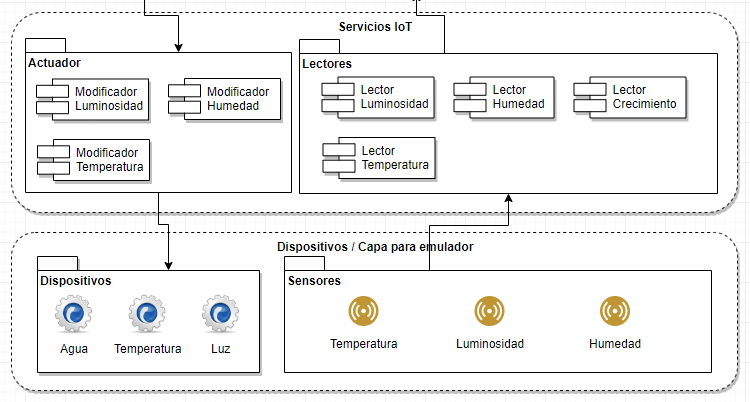 Servicios IoT
Actuador
Modificador
Luminosidad
Modificador
Humedad
Modificador
Temperatura
Lectores
Lector
Luminosidad
Lector
Humedad
Lector
Crecimiento
Lector
Temperatura
Dispositivos / Capa para emulador
Dispositivos
Agua
Temperatura
Luz
Sensores
Temperatura
Luminosidad
Humedad